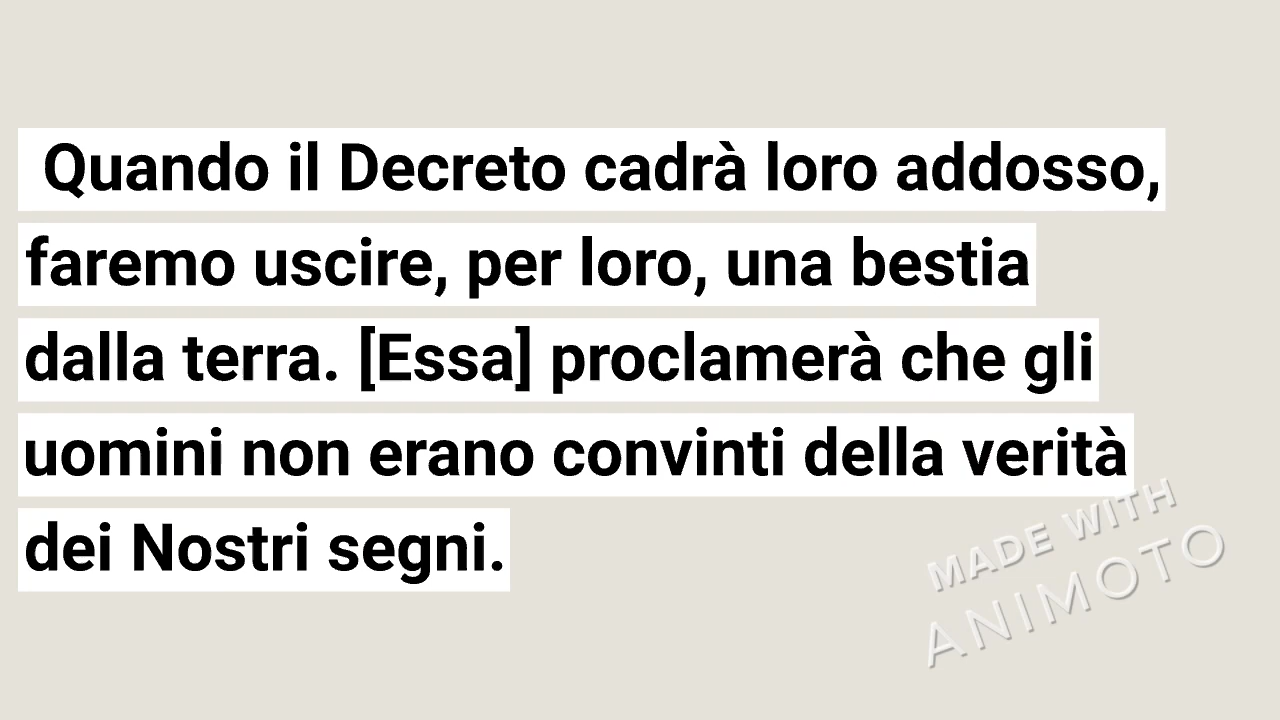 Quando il Decreto cadrà loro addosso,
faremo uscire, per loro, una bestia
dalla terra. [Essa] proclamerà che gli
uomini non erano convinti della verità
dei Nostri segni.
MADE WITH
ANIMOTO